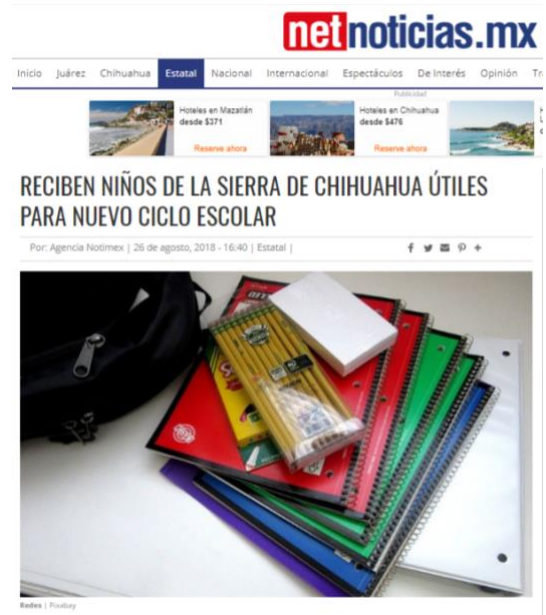 netnoticias.mx
Inicio Juárez Chihuahua Estatal Nacional Internacional Espectáculos De Interés Opinión
Publicidad
Hoteles en Mazatlán
desde $371
Reserve ahora
Hoteles en Chihuahua
desde $476
Reserve ahora
RECIBEN NIÑOS DE LA SIERRA DE CHIHUAHUA ÚTILES
PARA NUEVO CICLO ESCOLAR
Por: Agencia Notimex | 26 de agosto, 2018 - 16:40 | Estatal |
Redes | Pixabay